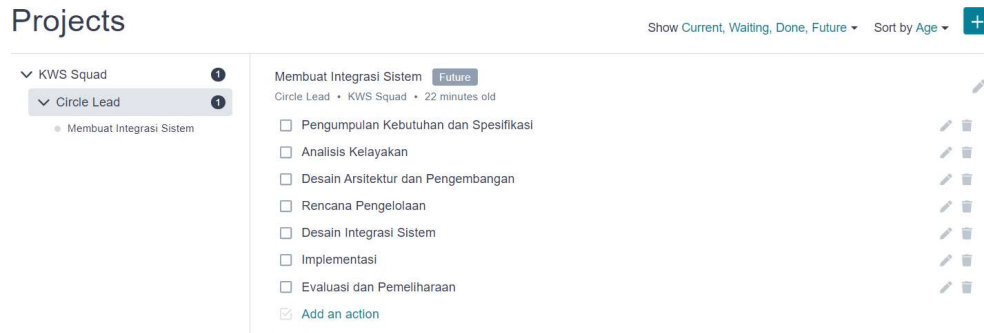 Projects
Show Current, Waiting, Done, Future
Sort by Age
+
KWS Squad 1
Circle Lead 1
Membuat Integrasi Sistem
Membuat Integrasi Sistem Future
Circle Lead • KWS Squad • 22 minutes old
Pengumpulan Kebutuhan dan Spesifikasi
Analisis Kelayakan
Desain Arsitektur dan Pengembangan
Rencana Pengelolaan
Desain Integrasi Sistem
Implementasi
Evaluasi dan Pemeliharaan
Add an action